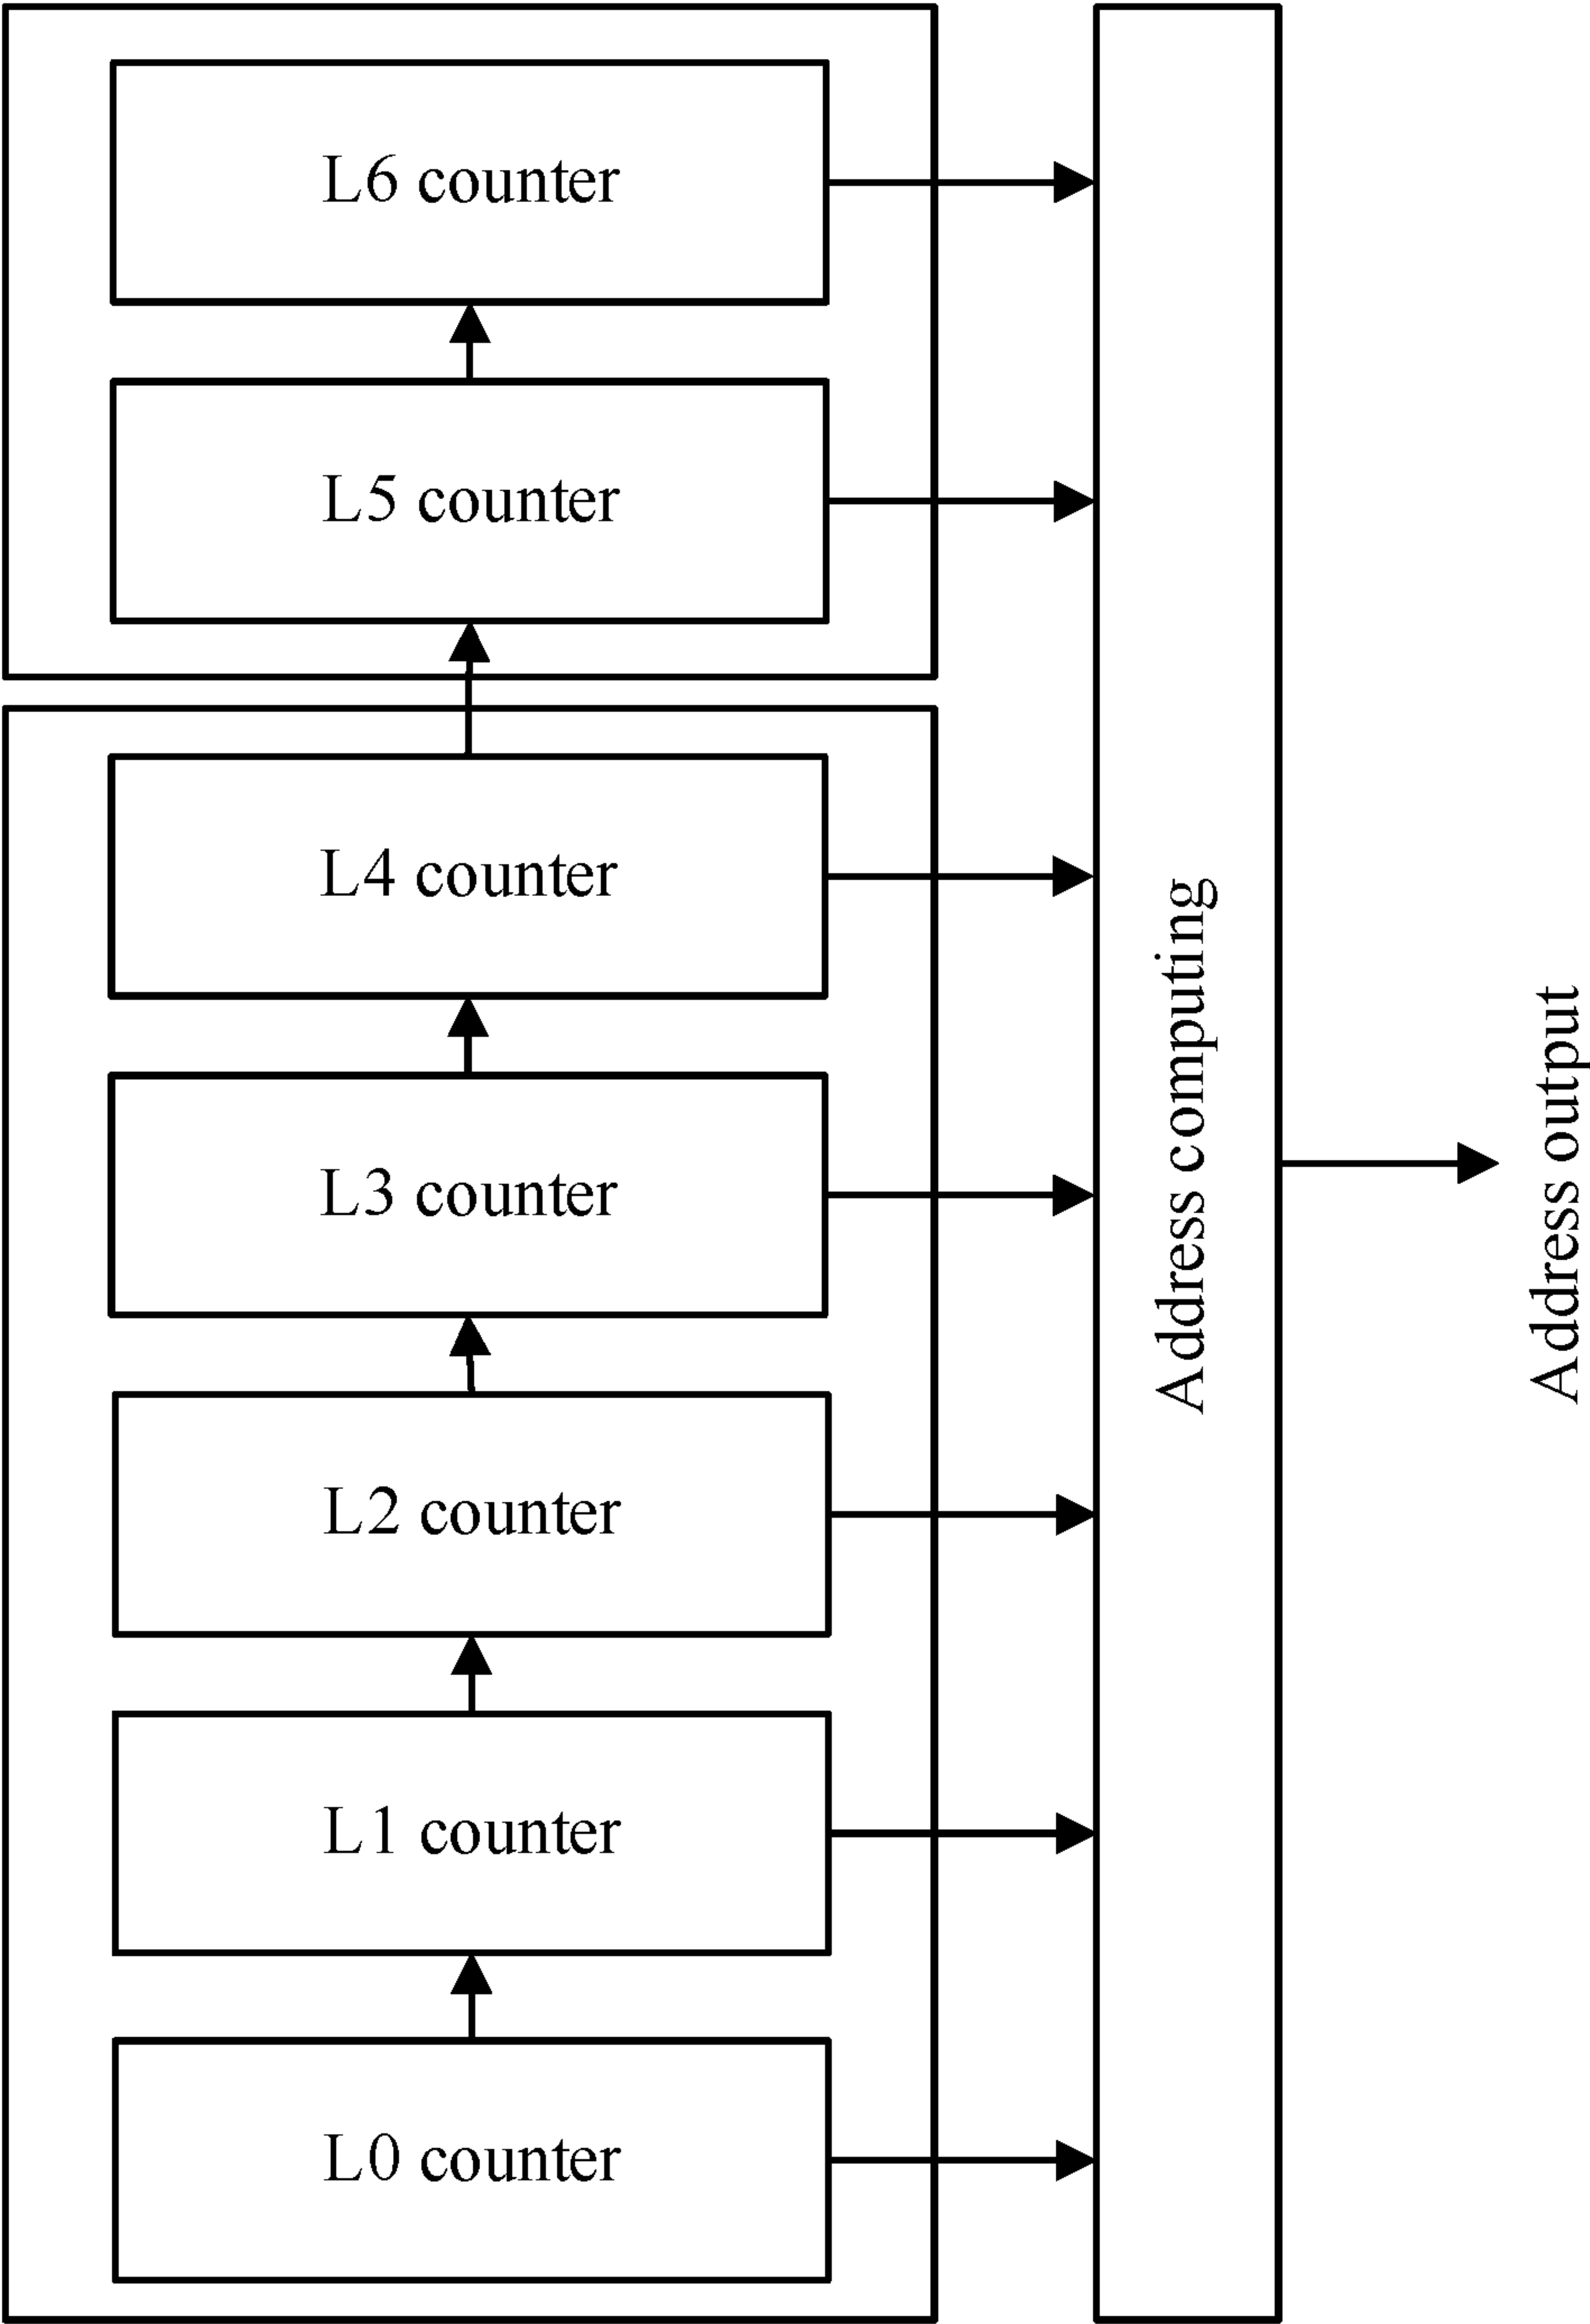 L6 counter
L5 counter
L4 counter
L3 counter
L2 counter
L1 counter
L0 counter
Address computing
Address output